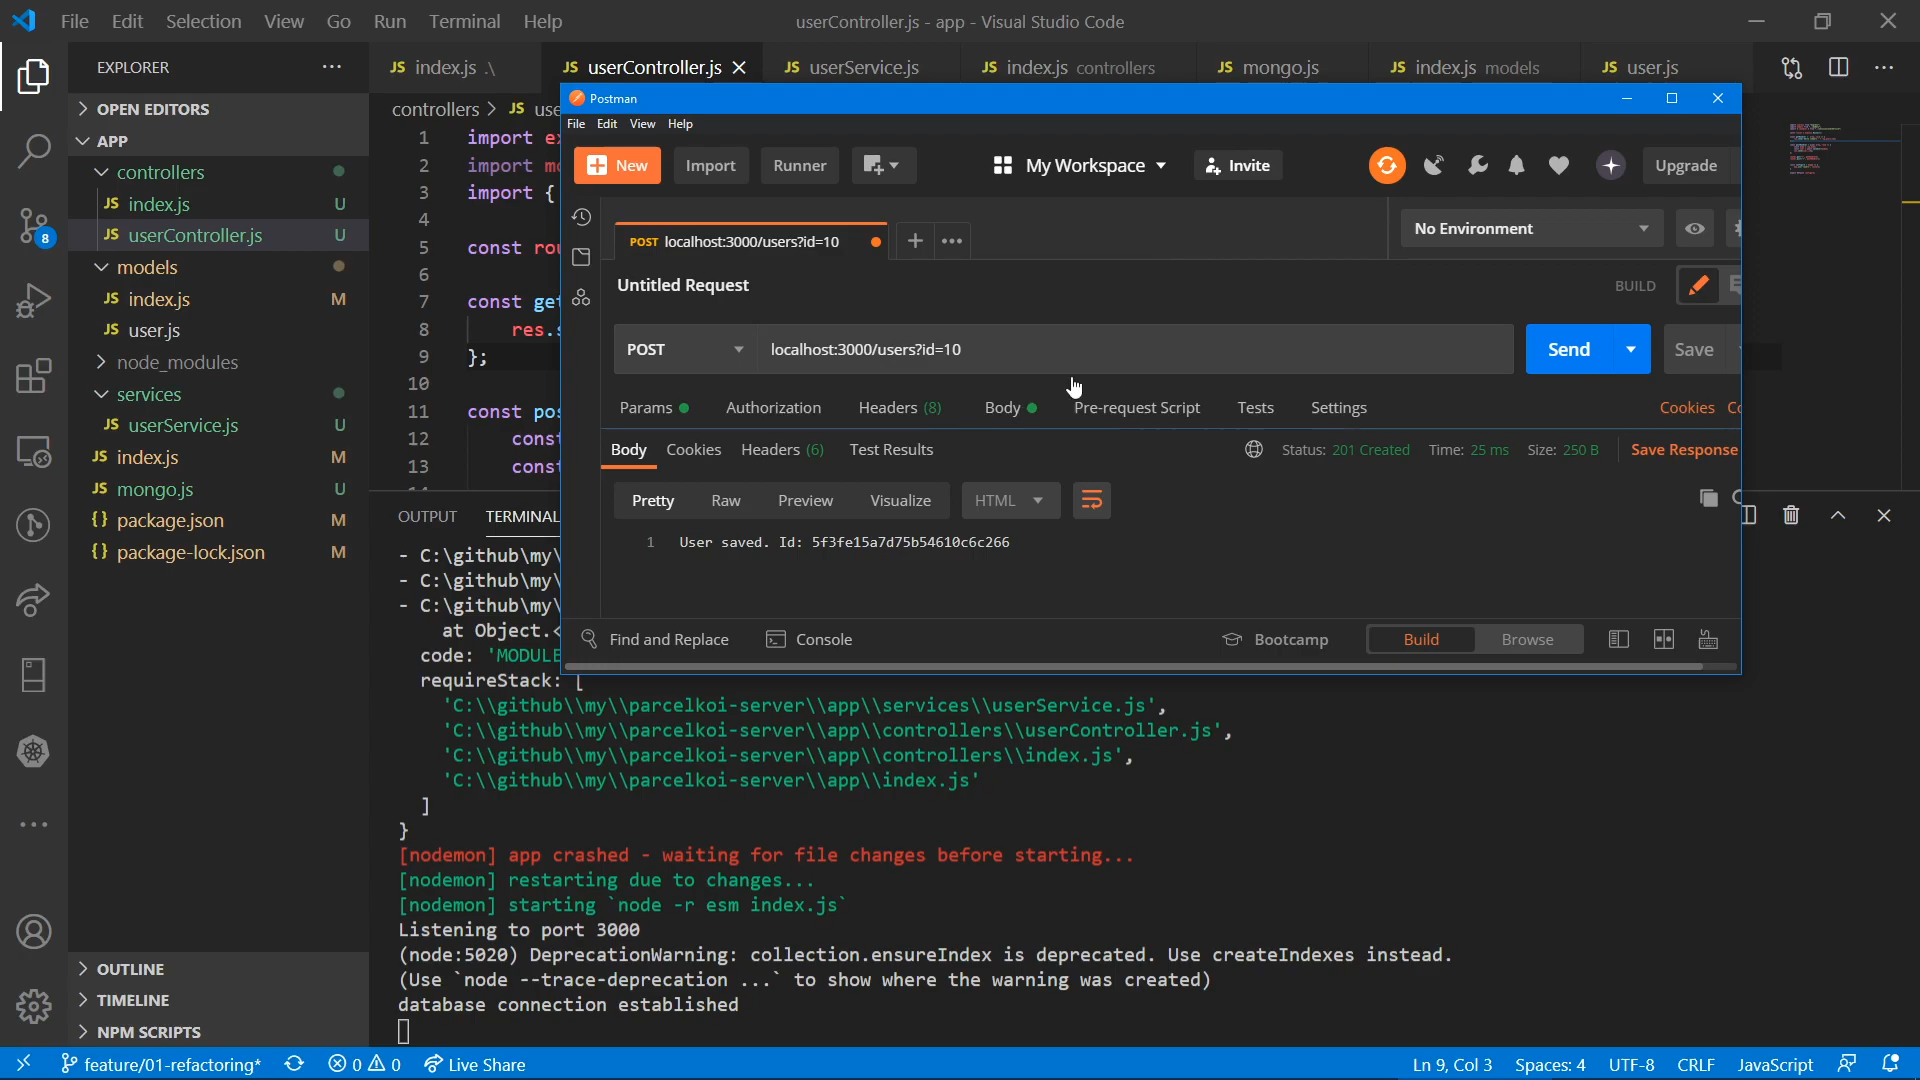 File Edit Selection View Go Run Terminal Help
userController.js - app - Visual Studio Code
EXPLORER
OPEN EDITORS
APP
controllers
JS index.js U
JS userController.js U
models
JS index.js M
JS user.js
node_modules
services
JS userService.js U
JS index.js M
JS mongo.js U
{} package.json M
{} package-lock.json M
OUTLINE
TIMELINE
NPM SCRIPTS
8
JS index.js .\
JS userController.js
JS userService.js
JS index.js controllers
JS mongo.js
JS index.js models
JS user.js
controllers > JS use
1 import e
2 import m
3 import {
4
5 const rou
6
7 const get
8 res.s
9 };
10
11 const pos
12 const
13 const
Postman
File Edit View Help
New Import Runner
My Workspace
Invite
Upgrade
POST localhost:3000/users?id=10
No Environment
Untitled Request
BUILD
POST localhost:3000/users?id=10
Send Save
Params Authorization Headers (8) Body Pre-request Script Tests Settings
Cookies
Body Cookies Headers (6) Test Results
Status: 201 Created Time: 25 ms Size: 250 B Save Response
Pretty Raw Preview Visualize HTML
1 User saved. Id: 5f3fe15a7d75b54610c6c266
Find and Replace Console
Bootcamp Build Browse
OUTPUT TERMINAL
- C:\github\my\
- C:\github\my\
- C:\github\my\
at Object.<
code: 'MODULE
requireStack: [
'C:\\github\\my\\parcelkoi-server\\app\\services\\userService.js',
'C:\\github\\my\\parcelkoi-server\\app\\controllers\\userController.js',
'C:\\github\\my\\parcelkoi-server\\app\\controllers\\index.js',
'C:\\github\\my\\parcelkoi-server\\app\\index.js'
]
}
[nodemon] app crashed - waiting for file changes before starting...
[nodemon] restarting due to changes...
[nodemon] starting `node -r esm index.js`
Listening to port 3000
(node:5020) DeprecationWarning: collection.ensureIndex is deprecated. Use createIndexes instead.
(Use `node --trace-deprecation ...` to show where the warning was created)
database connection established
feature/01-refactoring* 0 0 Live Share
Ln 9, Col 3 Spaces: 4 UTF-8 CRLF JavaScript